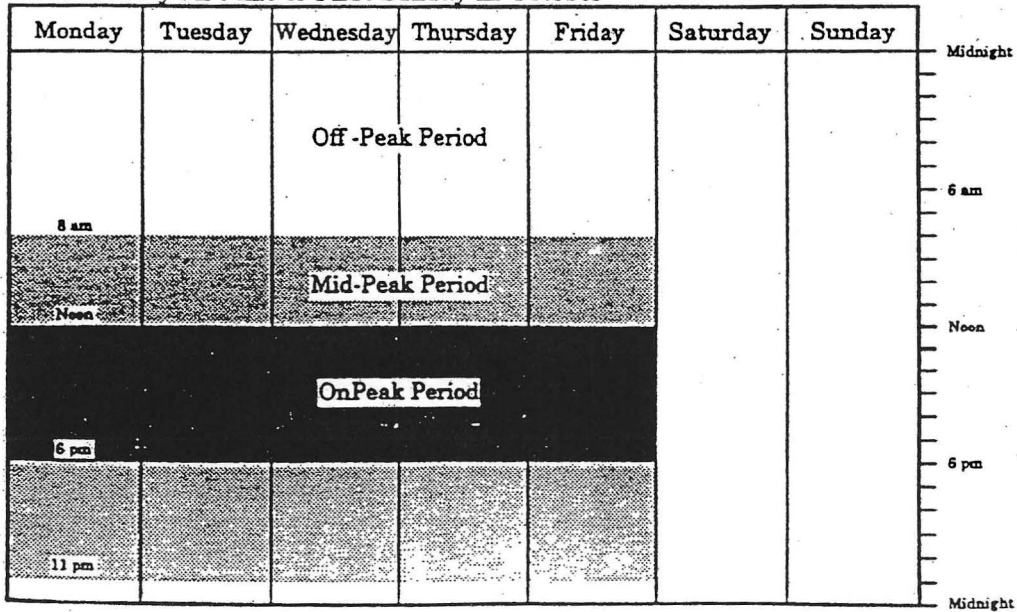 Monday Tuesday Wednesday Thursday Friday Saturday Sunday
Midnight
Off -Peak Period
6 am
8 am
Mid-Peak Period
Noon Noon
OnPeak Period
6 pm 6 pm
11 pm
Midnight